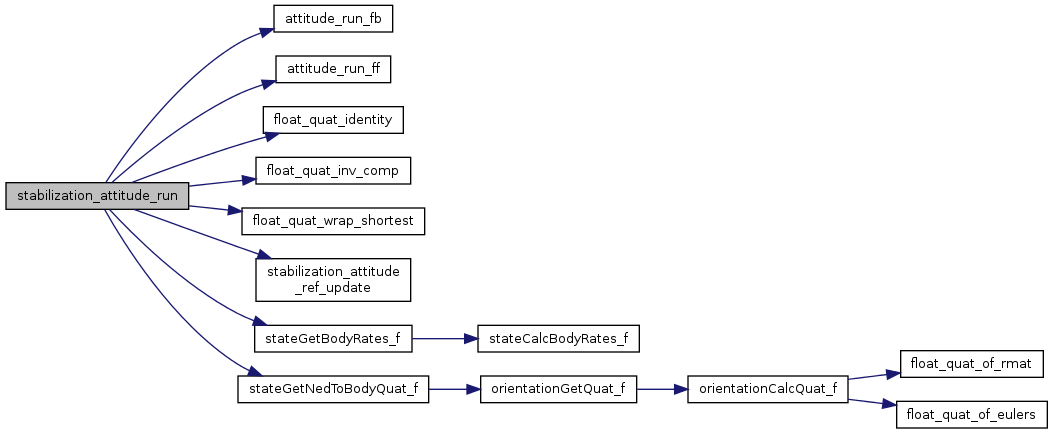 attitude_run_fb
attitude_run_ff
float_quat_identity
float_quat_inv_comp
stabilization_attitude_run
float_quat_wrap_shortest
stabilization_attitude
_ref_update
stateGetBodyRates_f
stateCalcBodyRates_f
stateGetNedToBodyQuat_f
orientationGetQuat_f
orientationCalcQuat_f
float_quat_of_rmat
float_quat_of_eulers